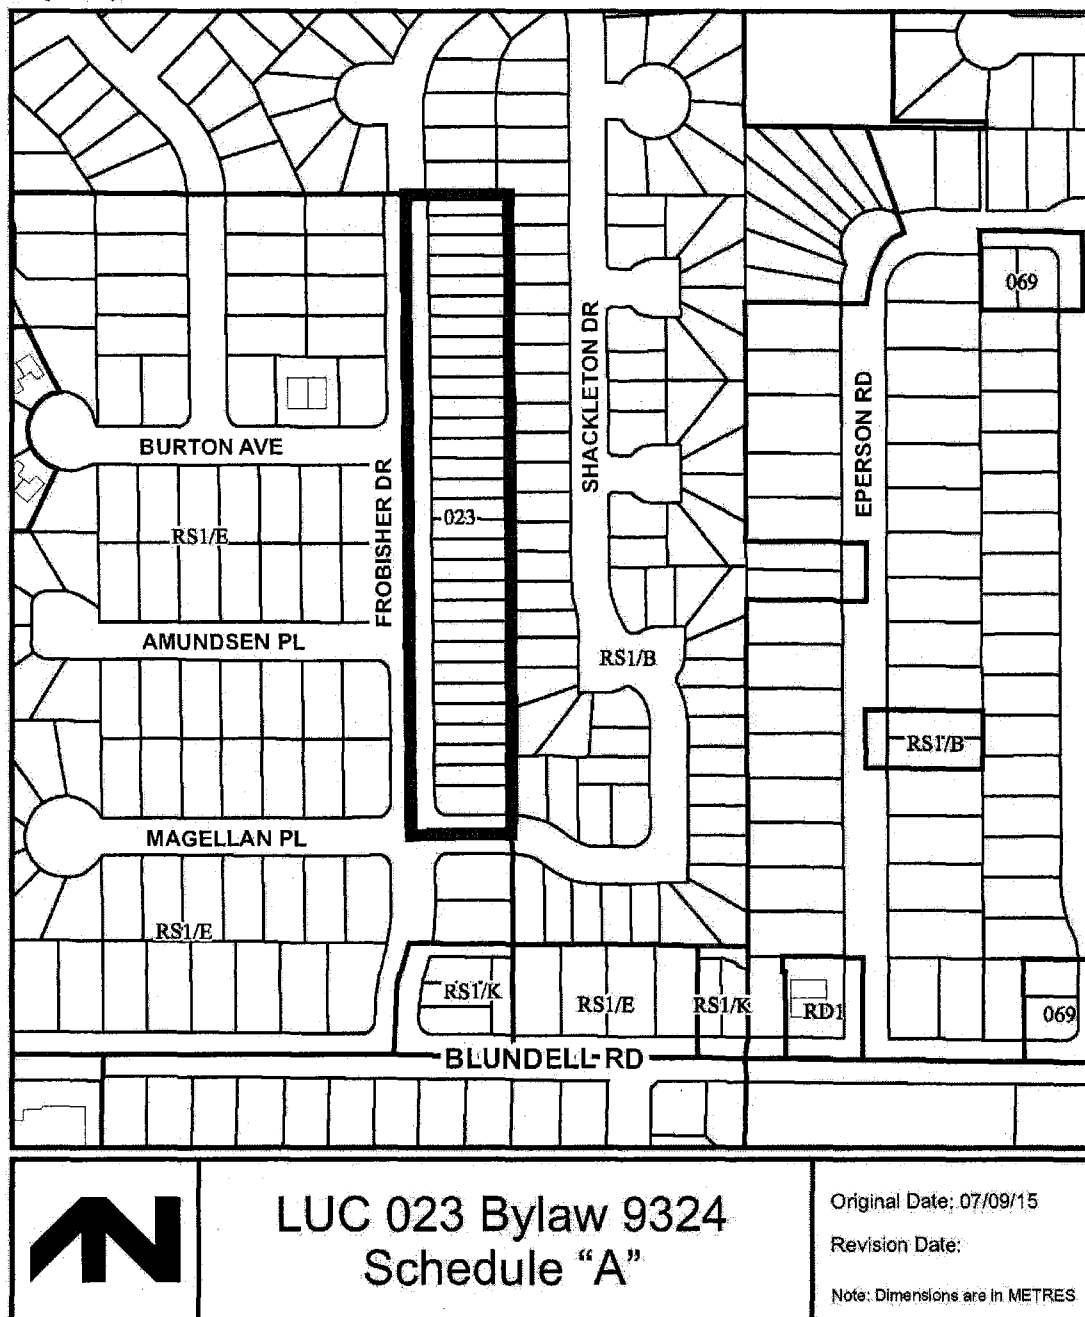 069
SHACKLETON DR
EPERSON RD
BURTON AVE
FROBISHER DR
023
RS1/E
AMUNDSEN PL
RS1/B
RS1/B
MAGELLAN PL
RS1/E
RS1/K
RS1/E
RS1/K
RD1
069
BLUNDELL RD
LUC 023 Bylaw 9324
Schedule “A”
Original Date: 07/09/15
Revision Date:
Note: Dimensions are in METRES